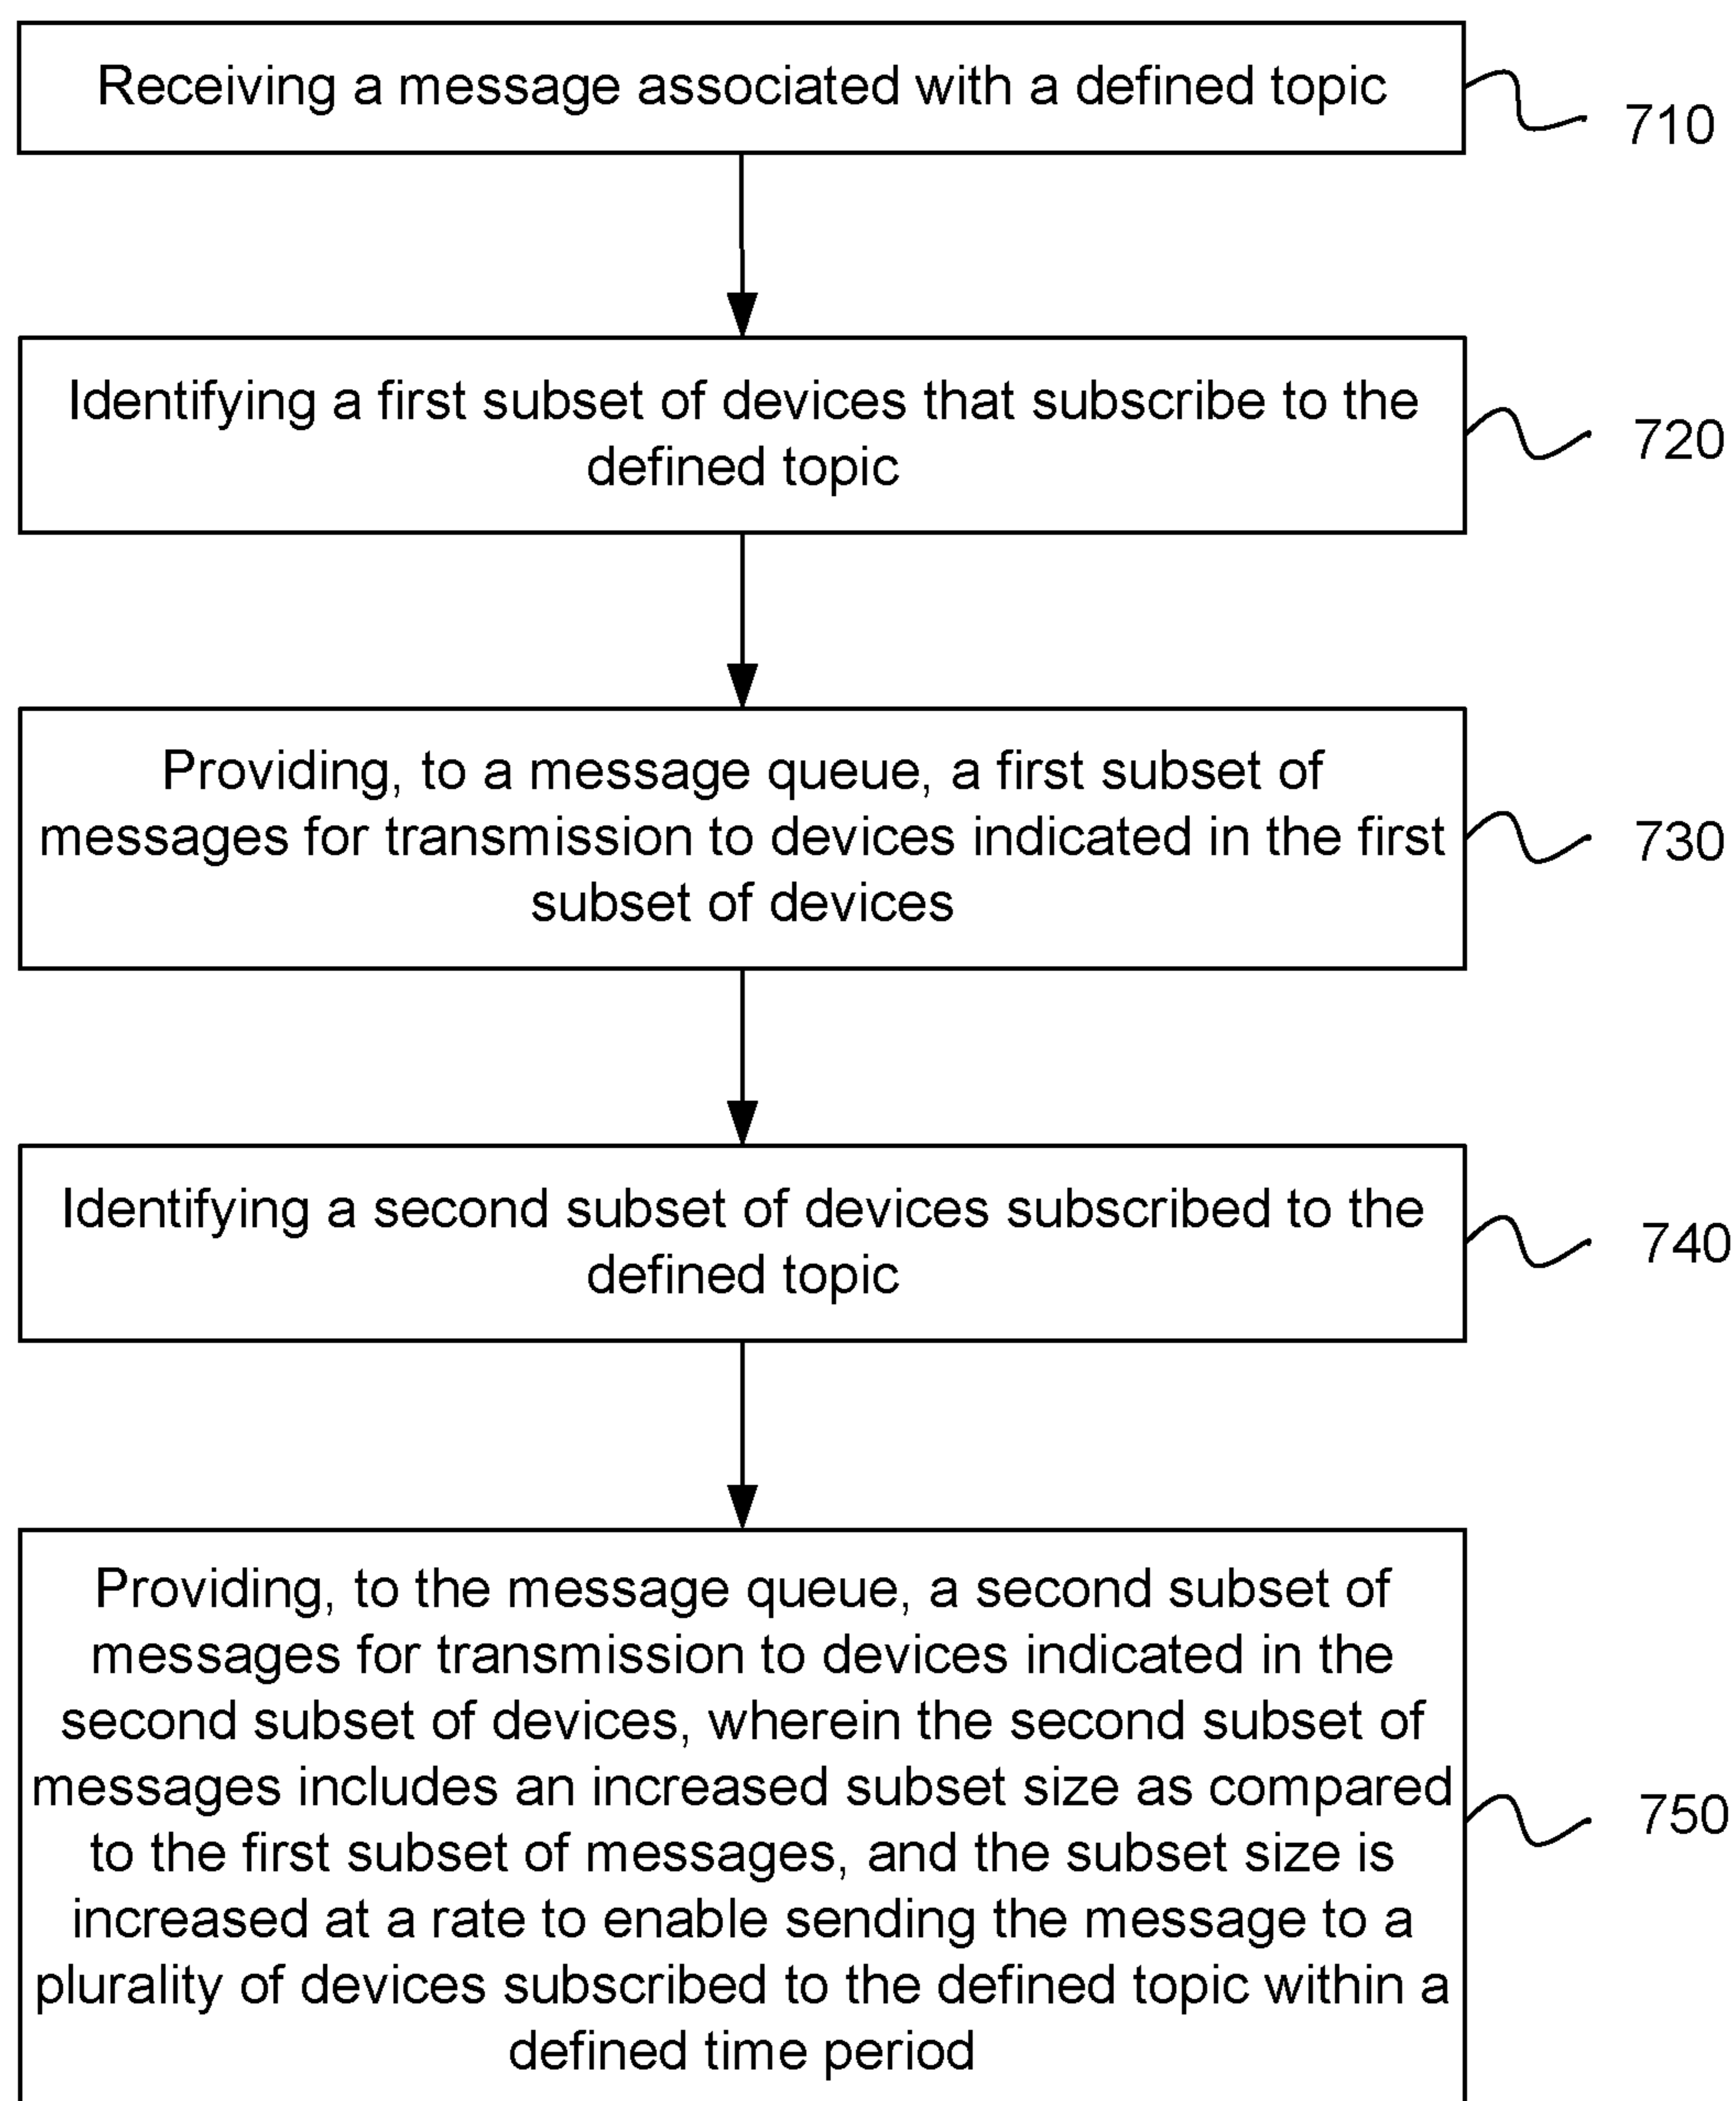 Receiving a message associated with a defined topic
710
Identifying a first subset of devices that subscribe to the
defined topic
720
Providing, to a message queue, a first subset of
messages for transmission to devices indicated in the first
subset of devices
730
Identifying a second subset of devices subscribed to the
defined topic
740
Providing, to the message queue, a second subset of
messages for transmission to devices indicated in the
second subset of devices, wherein the second subset of
messages includes an increased subset size as compared
to the first subset of messages, and the subset size is
increased at a rate to enable sending the message to a
plurality of devices subscribed to the defined topic within a
defined time period
750